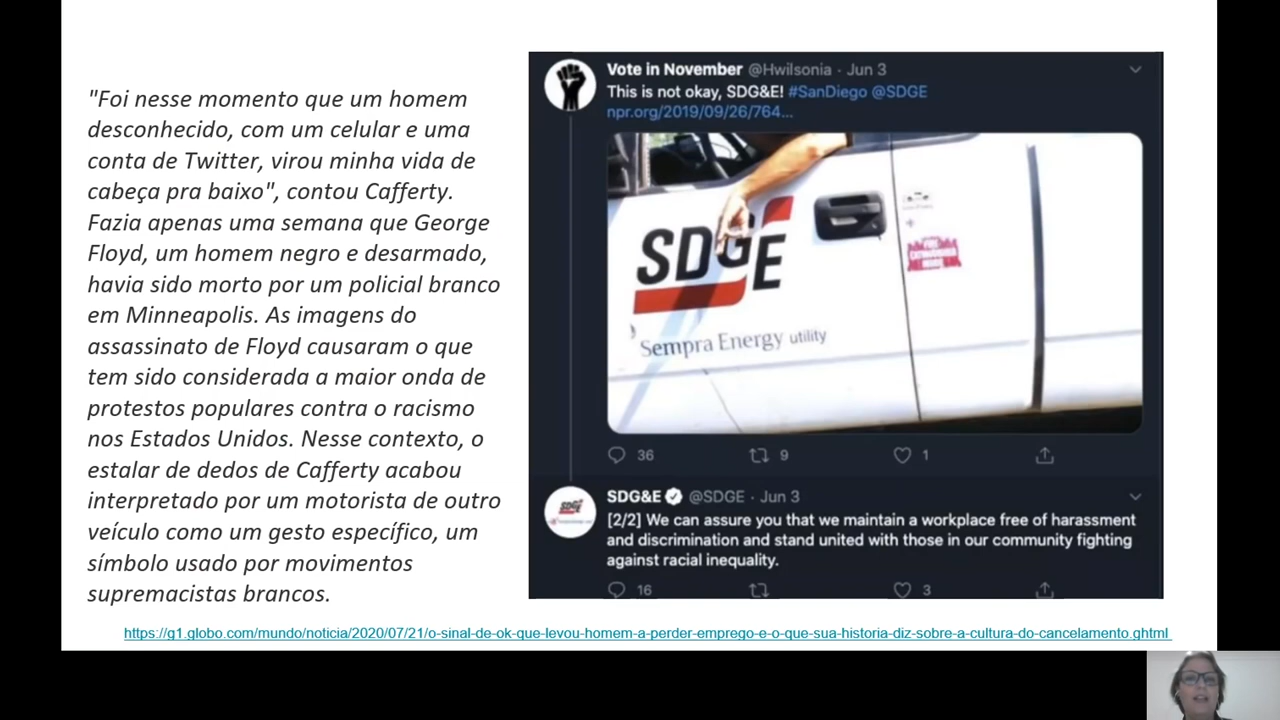 "Foi nesse momento que um homem
desconhecido, com um celular e uma
conta de Twitter, virou minha vida de
cabeça pra baixo", contou Cafferty.
Fazia apenas uma semana que George
Floyd, um homem negro e desarmado,
havia sido morto por um policial branco
em Minneapolis. As imagens do
assassinato de Floyd causaram o que
tem sido considerada a maior onda de
protestos populares contra o racismo
nos Estados Unidos. Nesse contexto, o
estalar de dedos de Cafferty acabou
interpretado por um motorista de outro
veículo como um gesto específico, um
símbolo usado por movimentos
supremacistas brancos.
Vote in November @Hwilsonia · Jun 3
This is not okay, SDG&E! #SanDiego @SDGE
npr.org/2019/09/26/764...
SDGE
Sempra Energy utility
36 9 1
SDG&E @SDGE · Jun 3
[2/2] We can assure you that we maintain a workplace free of harassment
and discrimination and stand united with those in our community fighting
against racial inequality.
16 3
https://g1.globo.com/mundo/noticia/2020/07/21/o-sinal-de-ok-que-levou-homem-a-perder-emprego-e-o-que-sua-historia-diz-sobre-a-cultura-do-cancelamento.ghtml